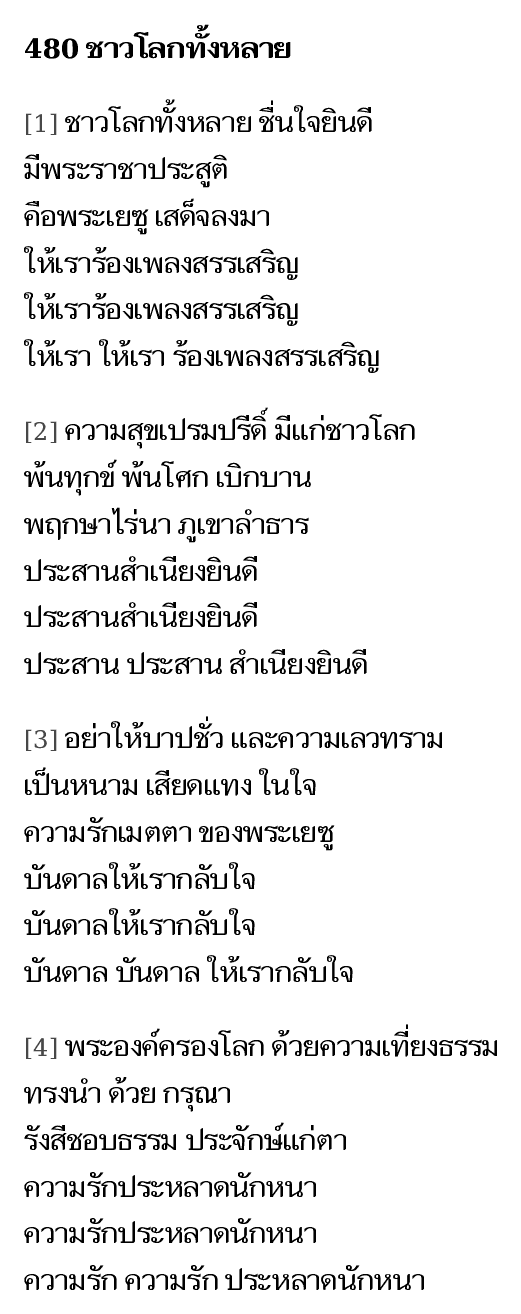 480 ชาวโลกทั้งหลาย
[1] ชาวโลกทั้งหลาย ชื่นใจยินดี
มีพระราชาประสูติ
คือพระเยซู เสด็จลงมา
ให้เราร้องเพลงสรรเสริญ
ให้เราร้องเพลงสรรเสริญ
ให้เรา ให้เรา ร้องเพลงสรรเสริญ
[2] ความสุขเปรมปรีดิ์ มีแก่ชาวโลก
พ้นทุกข์ พ้นโศก เบิกบาน
พฤกษาไร่นา ภูเขาลำธาร
ประสานสำเนียงยินดี
ประสานสำเนียงยินดี
ประสาน ประสาน สำเนียงยินดี
[3] อย่าให้บาปชั่ว และความเลวทราม
เป็นหนาม เสียดแทง ในใจ
ความรักเมตตา ของพระเยซู
บันดาลให้เรากลับใจ
บันดาลให้เรากลับใจ
บันดาล บันดาล ให้เรากลับใจ
[4] พระองค์ครองโลก ด้วยความเที่ยงธรรม
ทรงนำ ด้วย กรุณา
รังสีชอบธรรม ประจักษ์แก่ตา
ความรักประหลาดนักหนา
ความรักประหลาดนักหนา
ความรัก ความรัก ประหลาดนักหนา